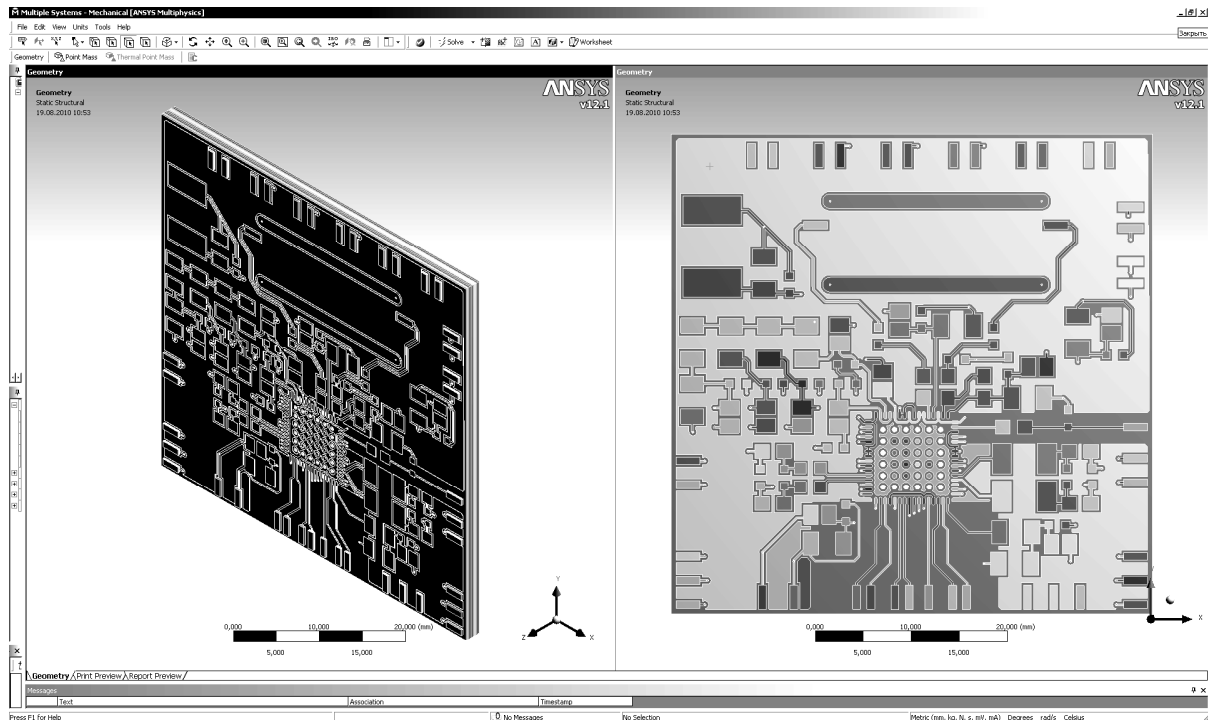 Multiple Systems - Mechanical [ANSYS Multiphysics]
File Edit View Units Tools Help
Закрыть
Solve
Worksheet
Geometry Point Mass Thermal Point Mass
Geometry
Geometry
Static Structural
19.08.2010 10:53
ANSYS
v12.1
0,000 10,000 20,000 (mm)
5,000 15,000
Y
Z X
Geometry
Geometry
Static Structural
19.08.2010 10:53
ANSYS
v12.1
0,000 10,000 20,000 (mm)
5,000 15,000
Y
X
Geometry Print Preview Report Preview
Messages
Text Association Timestamp
Press F1 for Help No Messages No Selection Metric (mm, kg, N, s, mV, mA) Degrees rad/s Celsius